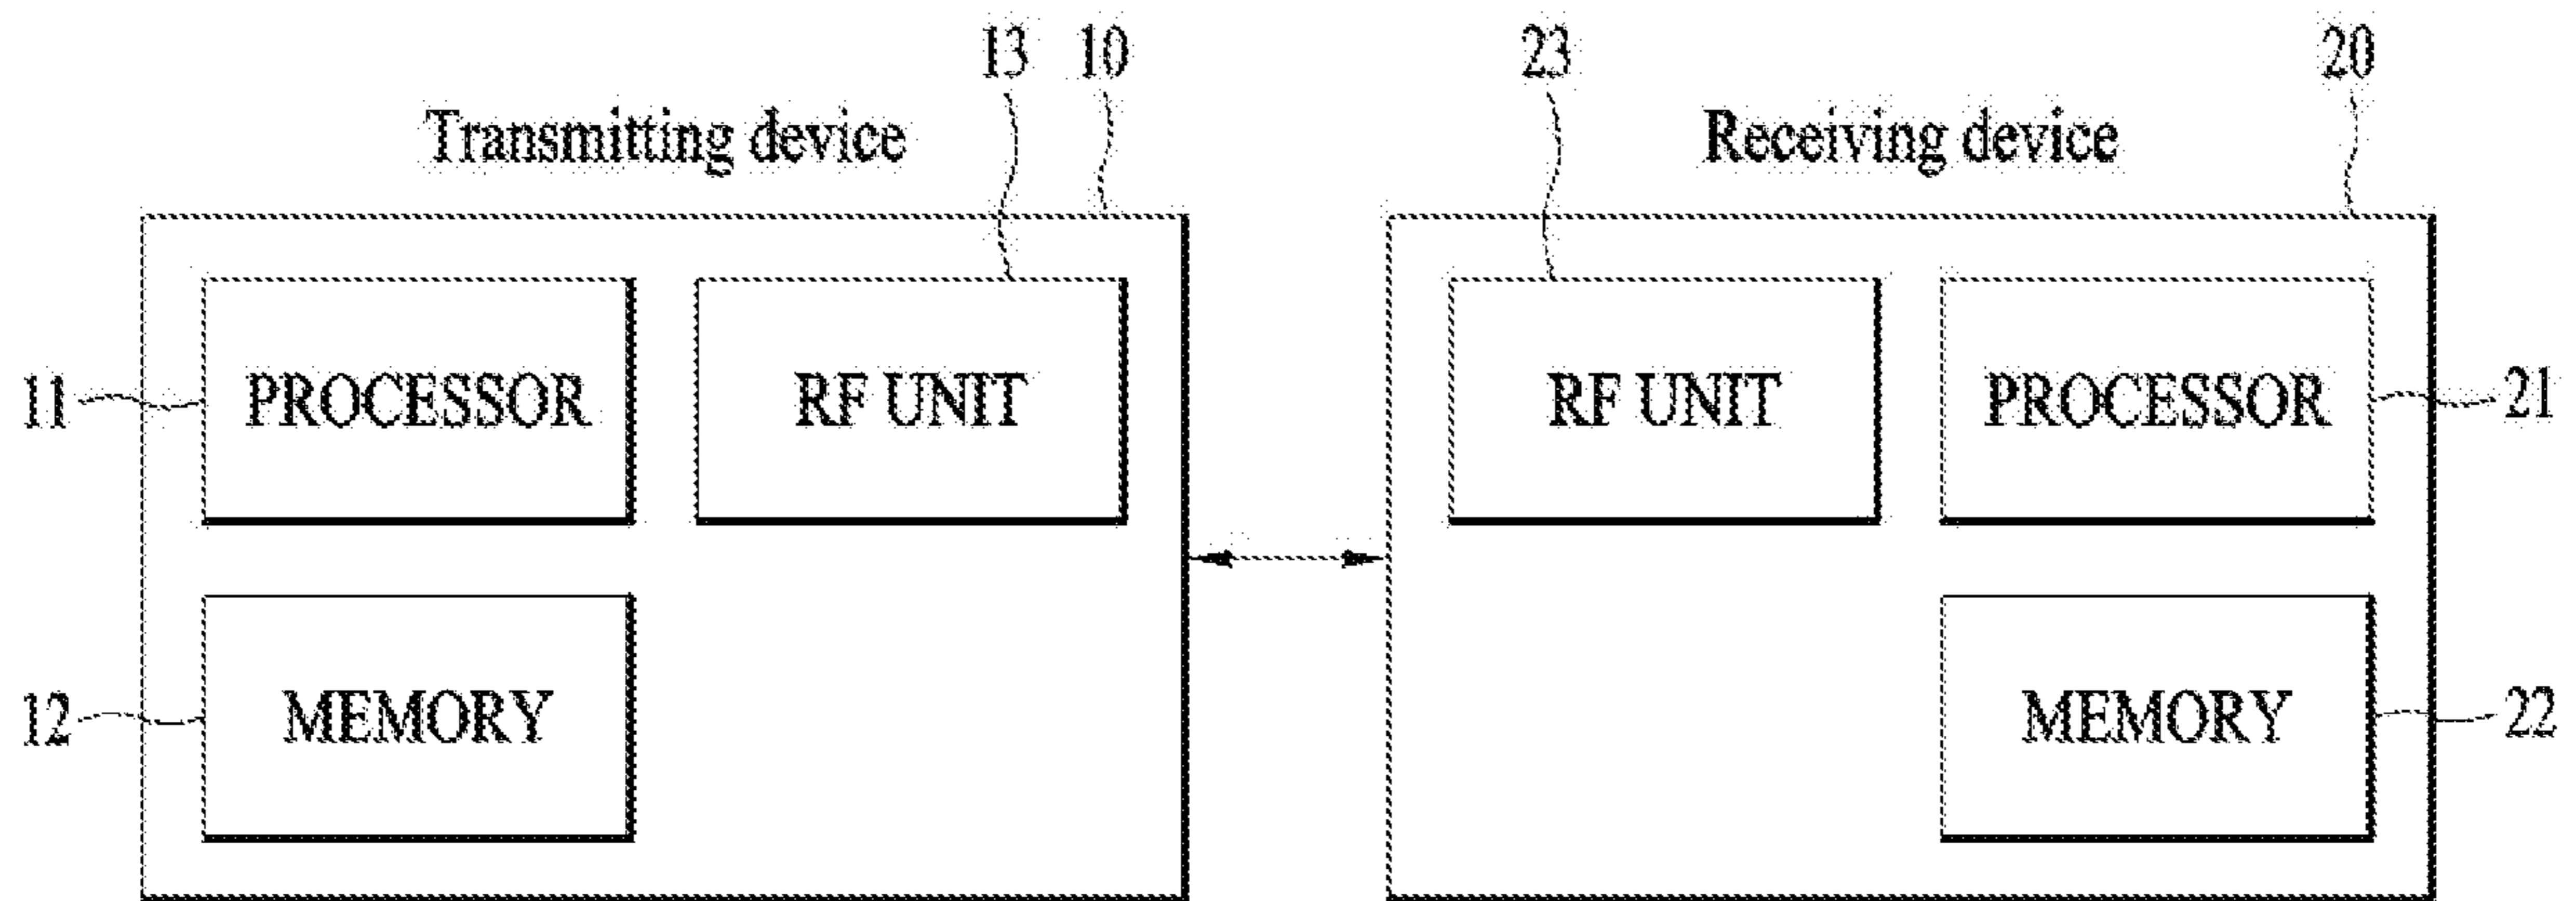 13 10 23 20
Transmitting device Receiving device
11 PROCESSOR RF UNIT RF UNIT PROCESSOR 21
12 MEMORY MEMORY 22